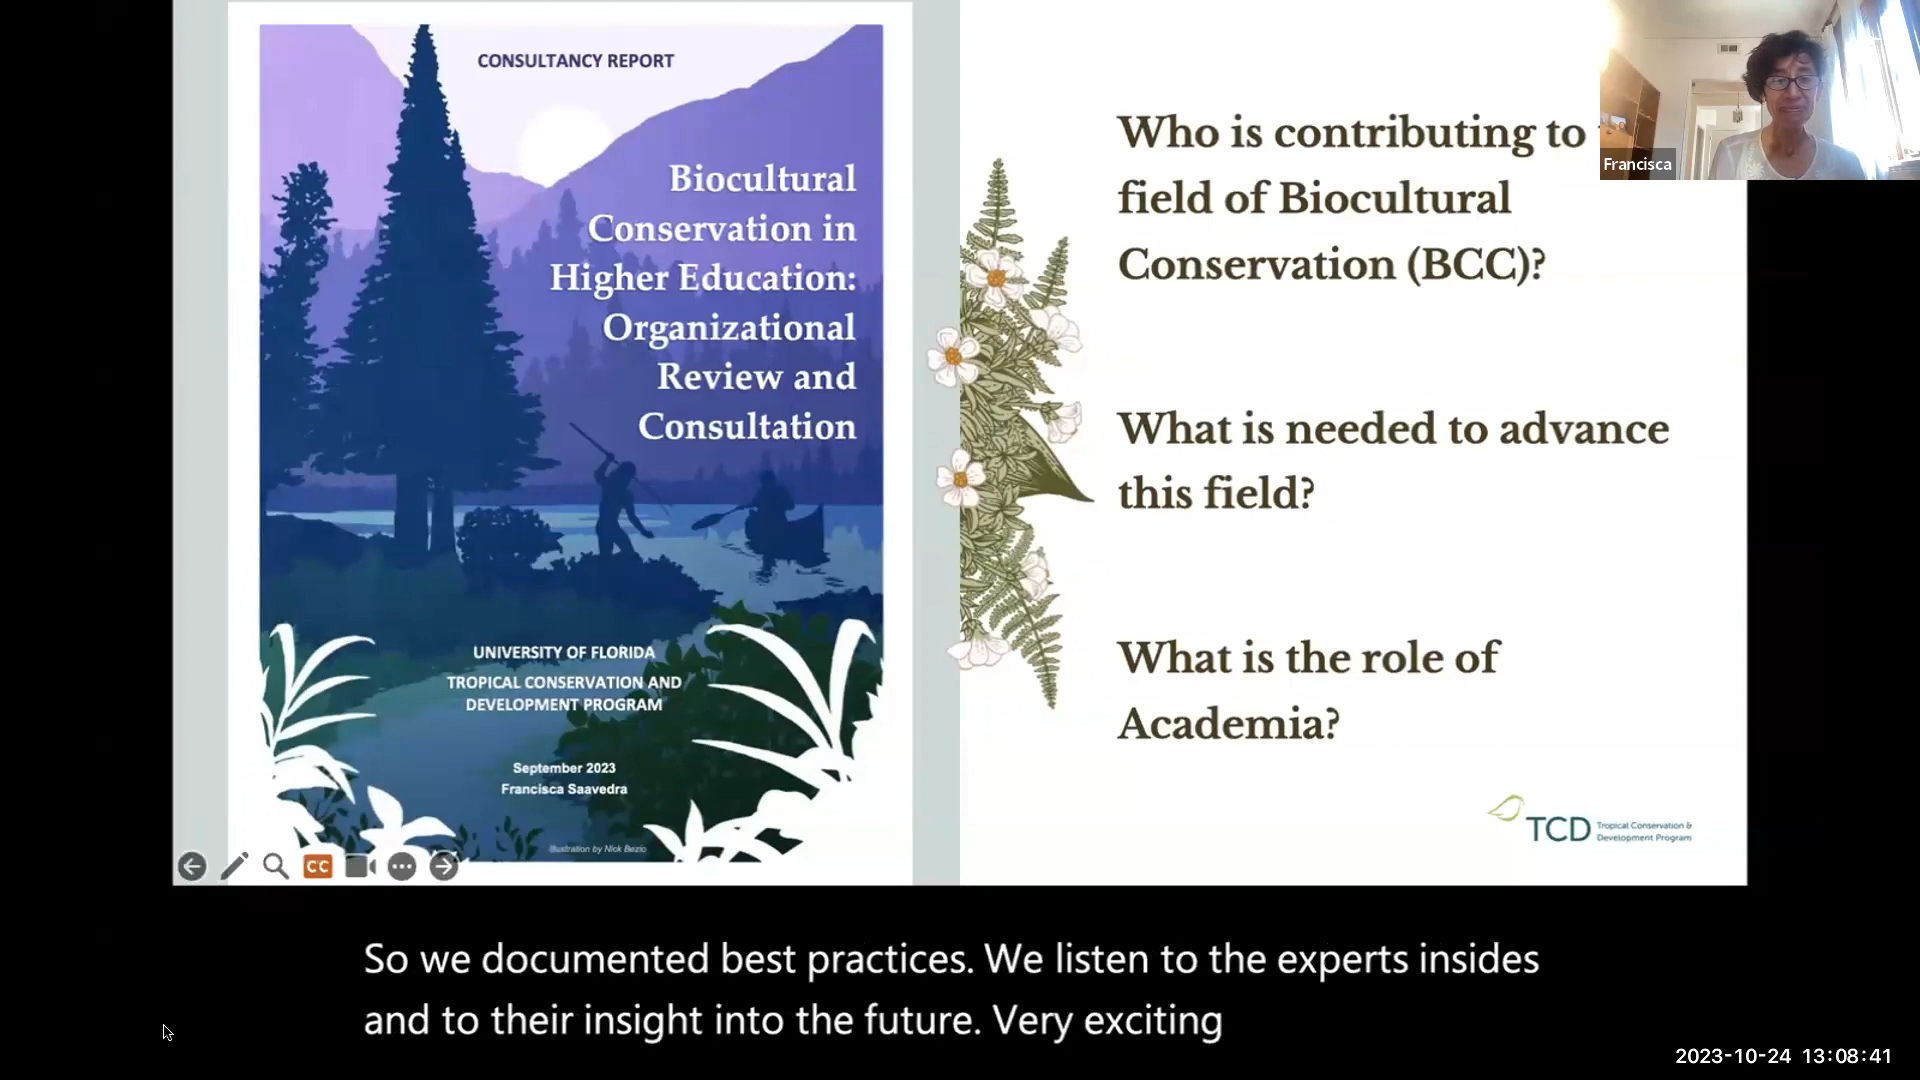 CONSULTANCY REPORT
Biocultural
Conservation in
Higher Education:
Organizational
Review and
Consultation
UNIVERSITY OF FLORIDA
TROPICAL CONSERVATION AND
DEVELOPMENT PROGRAM
September 2023
Francisca Saavedra
Illustration by Nick Bezio
CC
Who is contributing to
field of Biocultural
Conservation (BCC)?
What is needed to advance
this field?
What is the role of
Academia?
TCD Tropical Conservation &
Development Program
Francisca
So we documented best practices. We listen to the experts insides
and to their insight into the future. Very exciting
2023-10-24 13:08:41